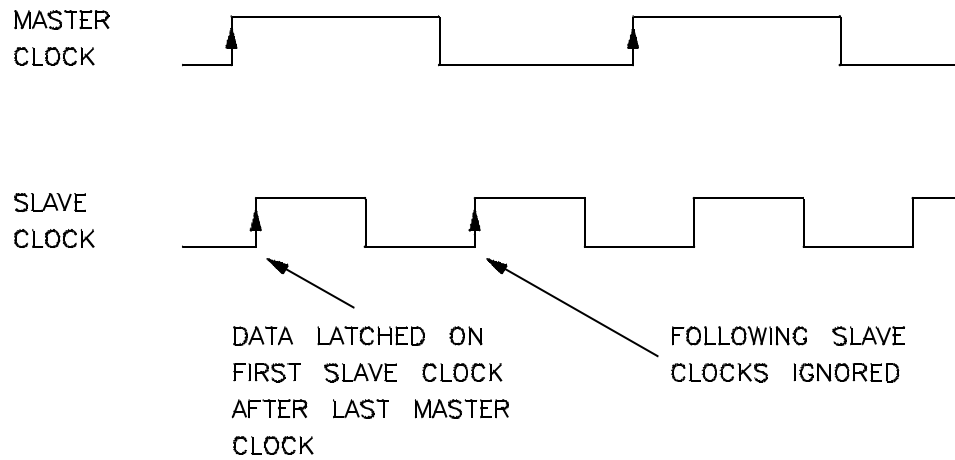 MASTER
CLOCK
SLAVE
CLOCK
DATA LATCHED ON
FIRST SLAVE CLOCK
AFTER LAST MASTER
CLOCK
FOLLOWING SLAVE
CLOCKS IGNORED